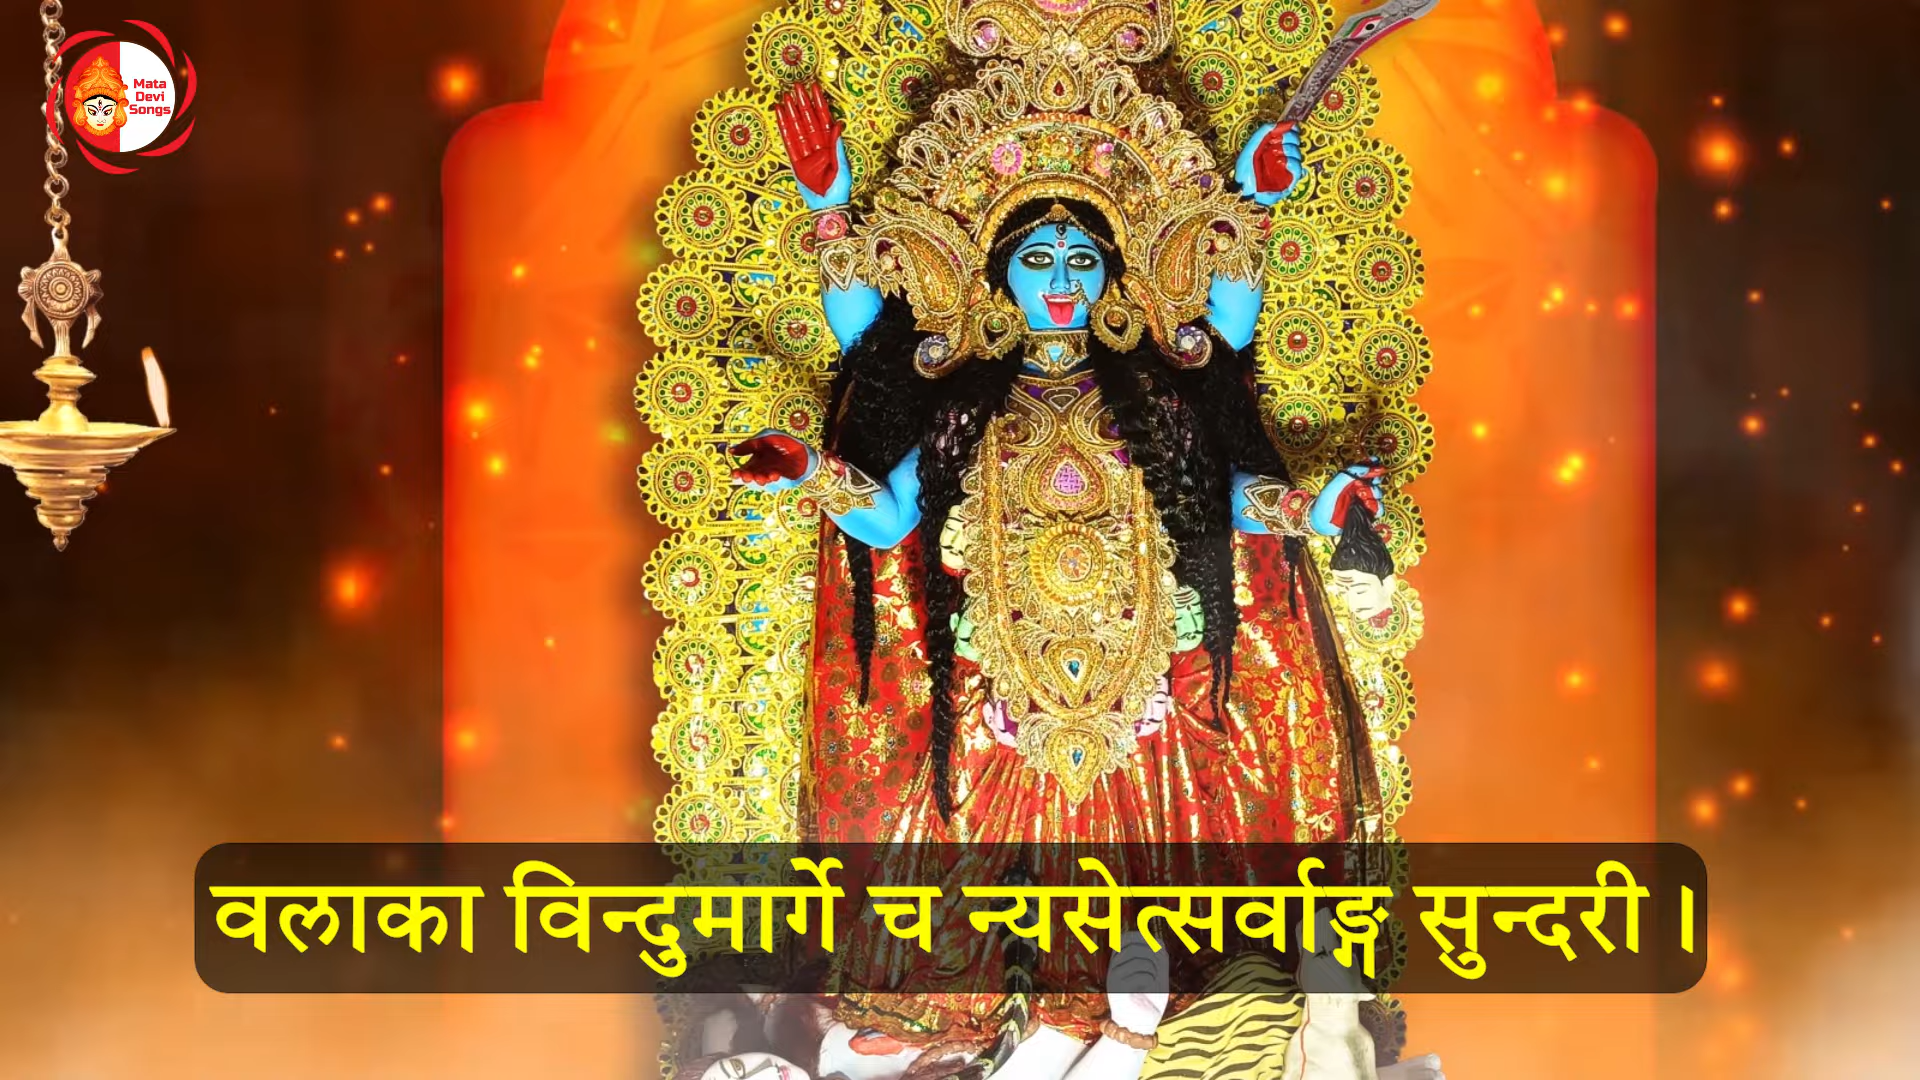 Mata
Devi
Songs
वलाका विन्दुमार्गे च न्यसेत्सर्वाङ्ग सुन्दरी ।